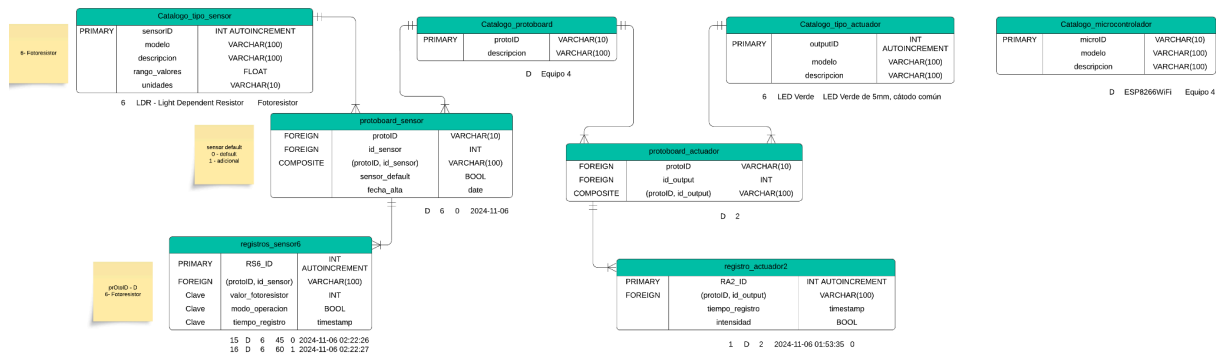 Catalogo_tipo_sensor
PRIMARY sensorID INT AUTOINCREMENT
modelo VARCHAR(100)
descripcion VARCHAR(100)
rango_valores FLOAT
unidades VARCHAR(10)
6 LDR - Light Dependent Resistor Fotoresistor
6- Fotoresistor
Catalogo_protoboard
PRIMARY protoID VARCHAR(10)
descripcion VARCHAR(100)
D Equipo 4
Catalogo_tipo_actuador
PRIMARY outputID INT AUTOINCREMENT
modelo VARCHAR(100)
descripcion VARCHAR(100)
6 LED Verde LED Verde de 5mm, cátodo común
Catalogo_microcontrolador
PRIMARY microID VARCHAR(10)
modelo VARCHAR(100)
descripcion VARCHAR(100)
D ESP8266WiFi Equipo 4
sensor default
0 - default
1 - adicional
protoboard_sensor
FOREIGN protoID VARCHAR(10)
FOREIGN id_sensor INT
COMPOSITE (protoID, id_sensor) VARCHAR(100)
sensor_default BOOL
fecha_alta date
D 6 0 2024-11-06
protoboard_actuador
FOREIGN protoID VARCHAR(10)
FOREIGN id_output INT
COMPOSITE (protoID, id_output) VARCHAR(100)
D 2
prOtoID - D
6- Fotoresistor
registros_sensor6
PRIMARY RS6_ID INT AUTOINCREMENT
FOREIGN (protoID, id_sensor) VARCHAR(100)
Clave valor_fotoresistor INT
Clave modo_operacion BOOL
Clave tiempo_registro timestamp
15 D 6 45 0 2024-11-06 02:22:26
16 D 6 60 1 2024-11-06 02:22:27
registro_actuador2
PRIMARY RA2_ID INT AUTOINCREMENT
FOREIGN (protoID, id_output) VARCHAR(100)
tiempo_registro timestamp
intensidad BOOL
1 D 2 2024-11-06 01:53:35 0